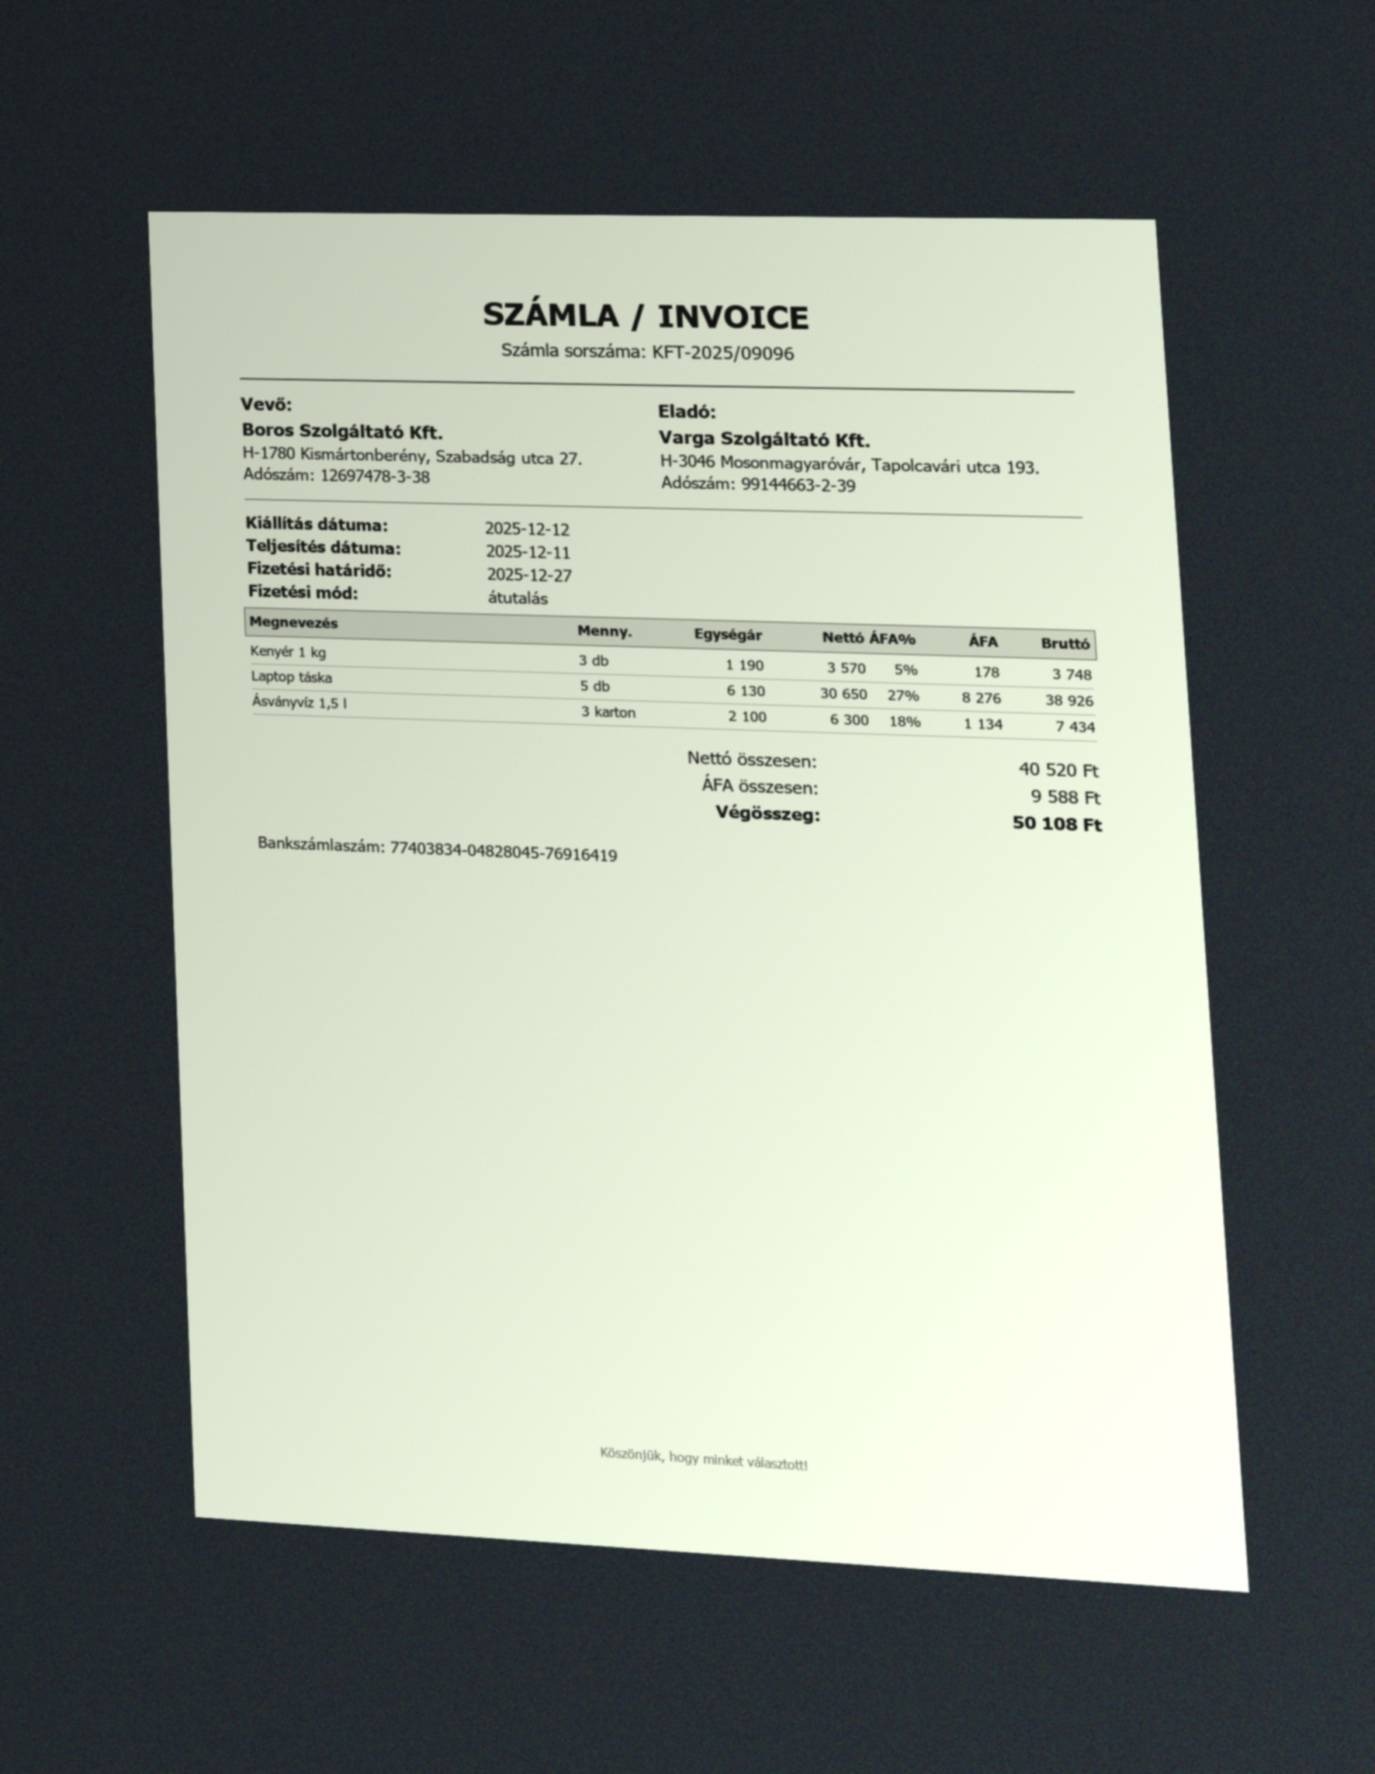 SZÁMLA / INVOICE
Számla sorszáma: KFT-2025/09096
Vevő:
Boros Szolgáltató Kft.
H-1780 Kismártonberény, Szabadság utca 27.
Adószám: 12697478-3-38
Eladó:
Varga Szolgáltató Kft.
H-3046 Mosonmagyaróvár, Tapolcavári utca 193.
Adószám: 99144663-2-39
Kiállítás dátuma: 2025-12-12
Teljesítés dátuma: 2025-12-11
Fizetési határidő: 2025-12-27
Fizetési mód: átutalás
Megnevezés Menny. Egységár Nettó ÁFA% ÁFA Bruttó
Kenyér 1 kg 3 db 1 190 3 570 5% 178 3 748
Laptop táska 5 db 6 130 30 650 27% 8 276 38 926
Ásványvíz 1,5 l 3 karton 2 100 6 300 18% 1 134 7 434
Nettó összesen: 40 520 Ft
ÁFA összesen: 9 588 Ft
Végösszeg: 50 108 Ft
Bankszámlaszám: 77403834-04828045-76916419
Köszönjük, hogy minket választott!